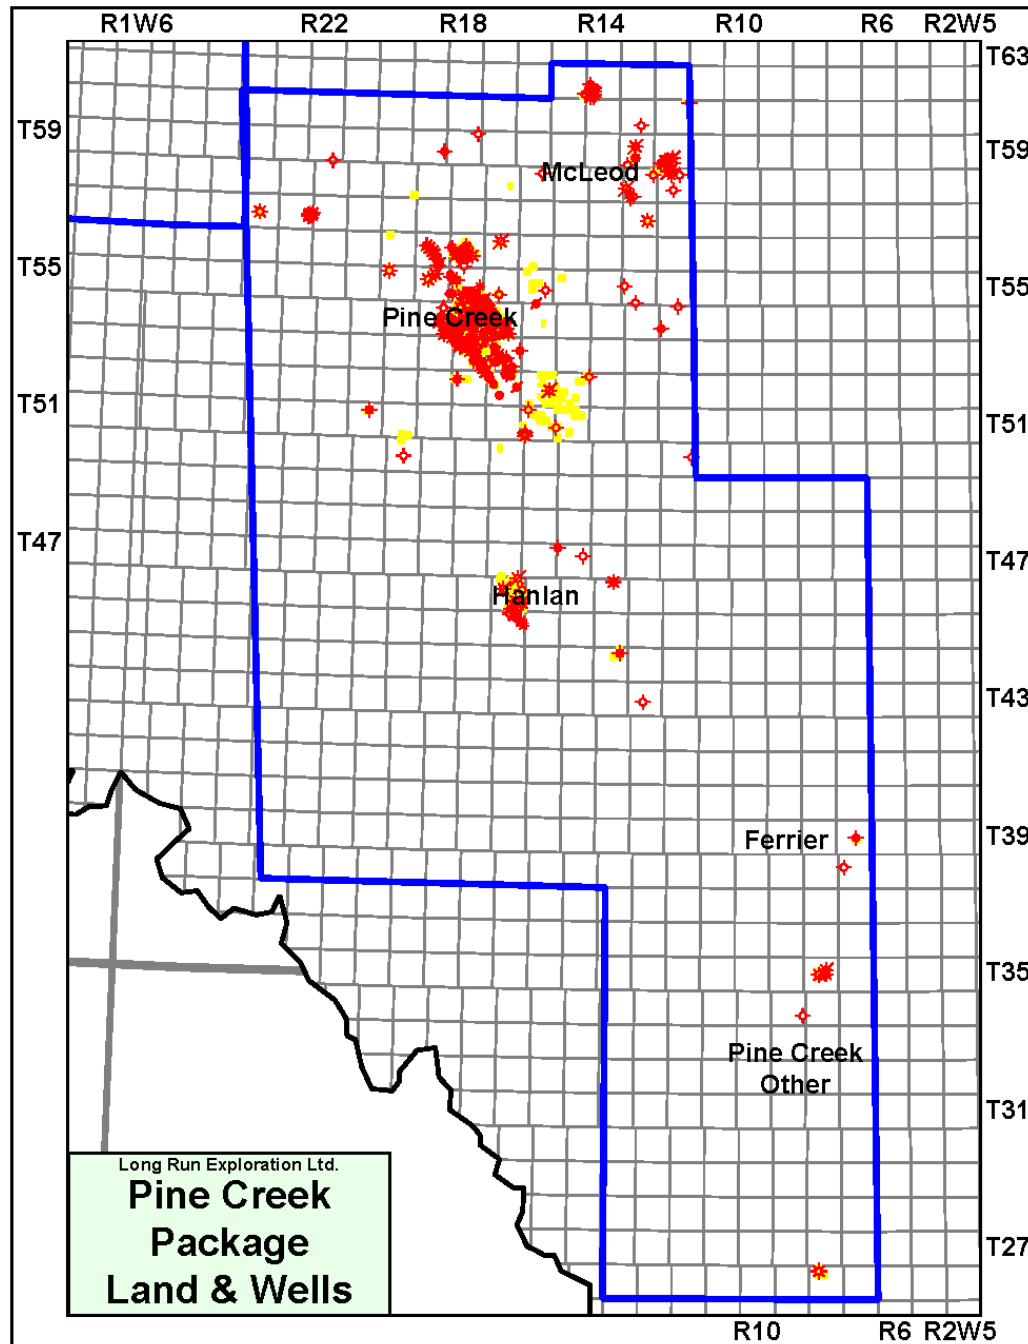 R1W6 R22 R18 R14 R10 R6 R2W5
T63
T59 T59
McLeod
T55 T55
Pine Creek
T51 T51
T47 T47
Hanlan
T43
Ferrier T39
T35
Pine Creek
Other
T31
Long Run Exploration Ltd.
Pine Creek
Package
Land & Wells
T27
R10 R6 R2W5